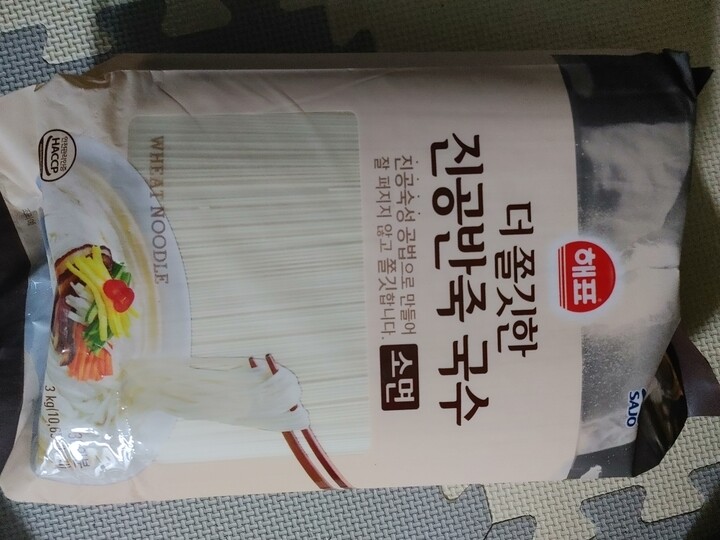 SAJO
해표
더 쫄깃한
진공반죽 국수
진공숙성 공법으로 만들어
잘 퍼지지 않고 쫄깃합니다.
소면
WHEAT NOODLE
HACCP
3 kg